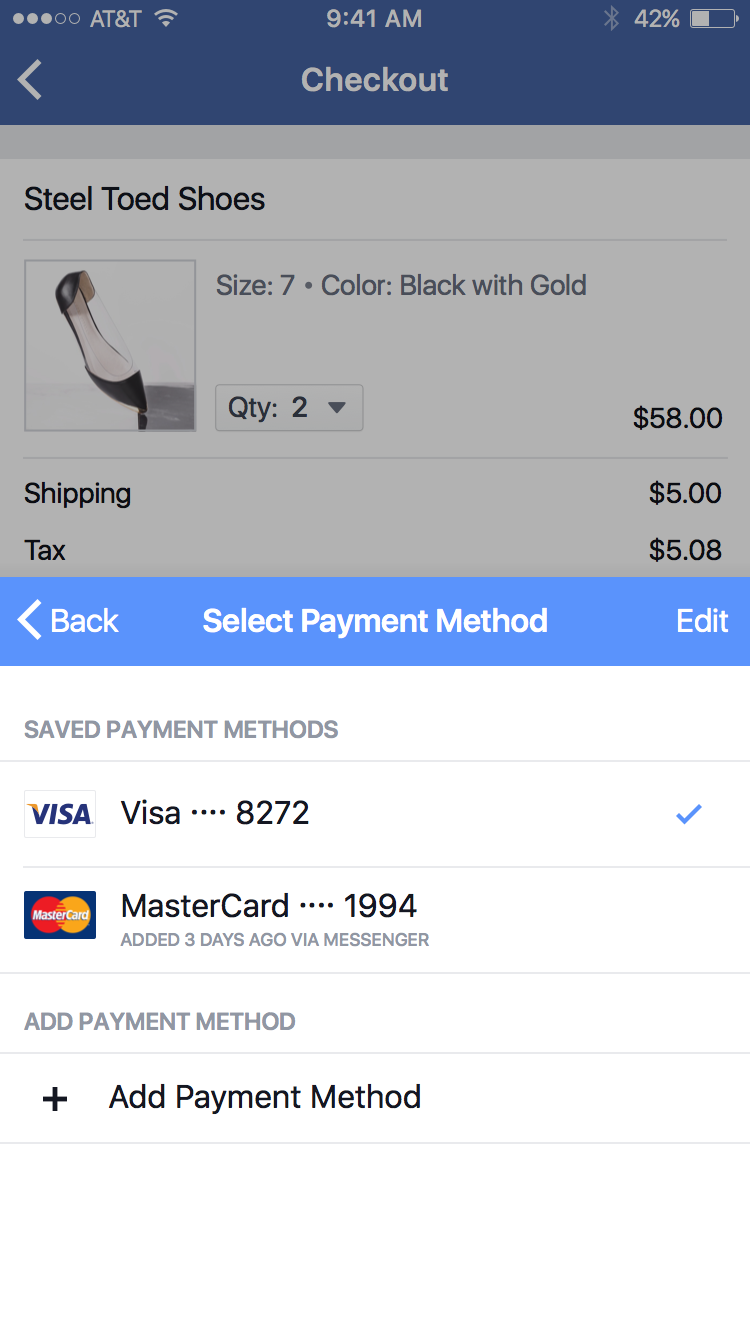 AT&T 9:41 AM 42%
Checkout
Steel Toed Shoes
Size: 7 • Color: Black with Gold
Qty: 2 $58.00
Shipping $5.00
Tax $5.08
Back Select Payment Method Edit
SAVED PAYMENT METHODS
VISA Visa ···· 8272
MasterCard MasterCard ···· 1994
ADDED 3 DAYS AGO VIA MESSENGER
ADD PAYMENT METHOD
+ Add Payment Method